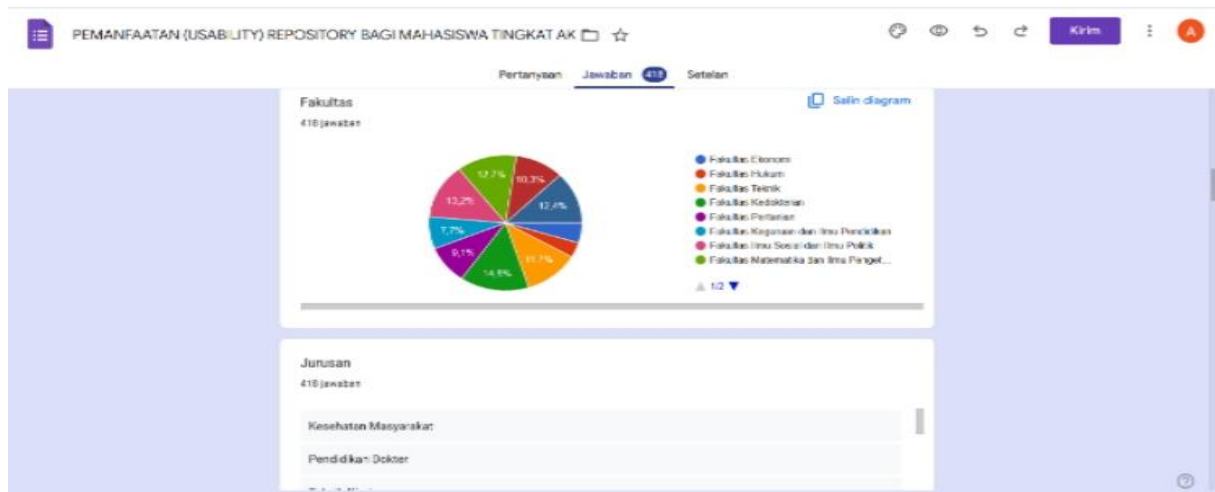 PEMANFAATAN (USABILITY) REPOSITORY BAGI MAHASISWA TINGKAT AK
Kirim
A
Pertanyaan Jawaban 418 Setelan
Fakultas
Salin diagram
418 jawaban
12,7%
10,3%
13,2%
12,4%
7,7%
9,1%
11,7%
14,8%
Fakultas Ekonomi
Fakultas Hukum
Fakultas Teknik
Fakultas Kedokteran
Fakultas Pertanian
Fakultas Keguruan dan Ilmu Pendidikan
Fakultas Ilmu Sosial dan Ilmu Politik
Fakultas Matematika dan Ilmu Penget...
1/2
Jurusan
418 jawaban
Kesehatan Masyarakat
Pendidikan Dokter